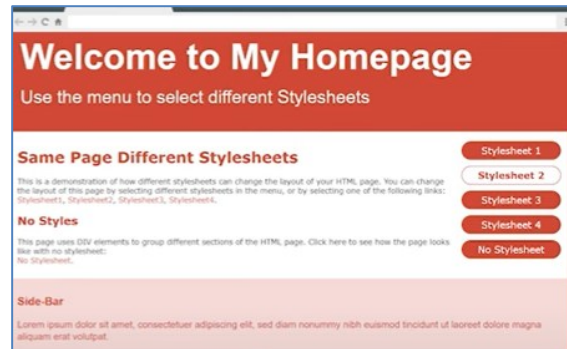 Welcome to My Homepage
Use the menu to select different Stylesheets
Same Page Different Stylesheets
This is a demonstration of how different stylesheets can change the layout of your HTML page. You can change
the layout of this page by selecting different stylesheets in the menu, or by selecting one of the following links:
Stylesheet1, Stylesheet2, Stylesheet3, Stylesheet4.
No Styles
This page uses DIV elements to group different sections of the HTML page. Click here to see how the page looks
like with no stylesheet:
No Stylesheet.
Stylesheet 1
Stylesheet 2
Stylesheet 3
Stylesheet 4
No Stylesheet
Side-Bar
Lorem ipsum dolor sit amet, consectetuer adipiscing elit, sed diam nonummy nibh euismod tincidunt ut laoreet dolore magna
aliquam erat volutpat.